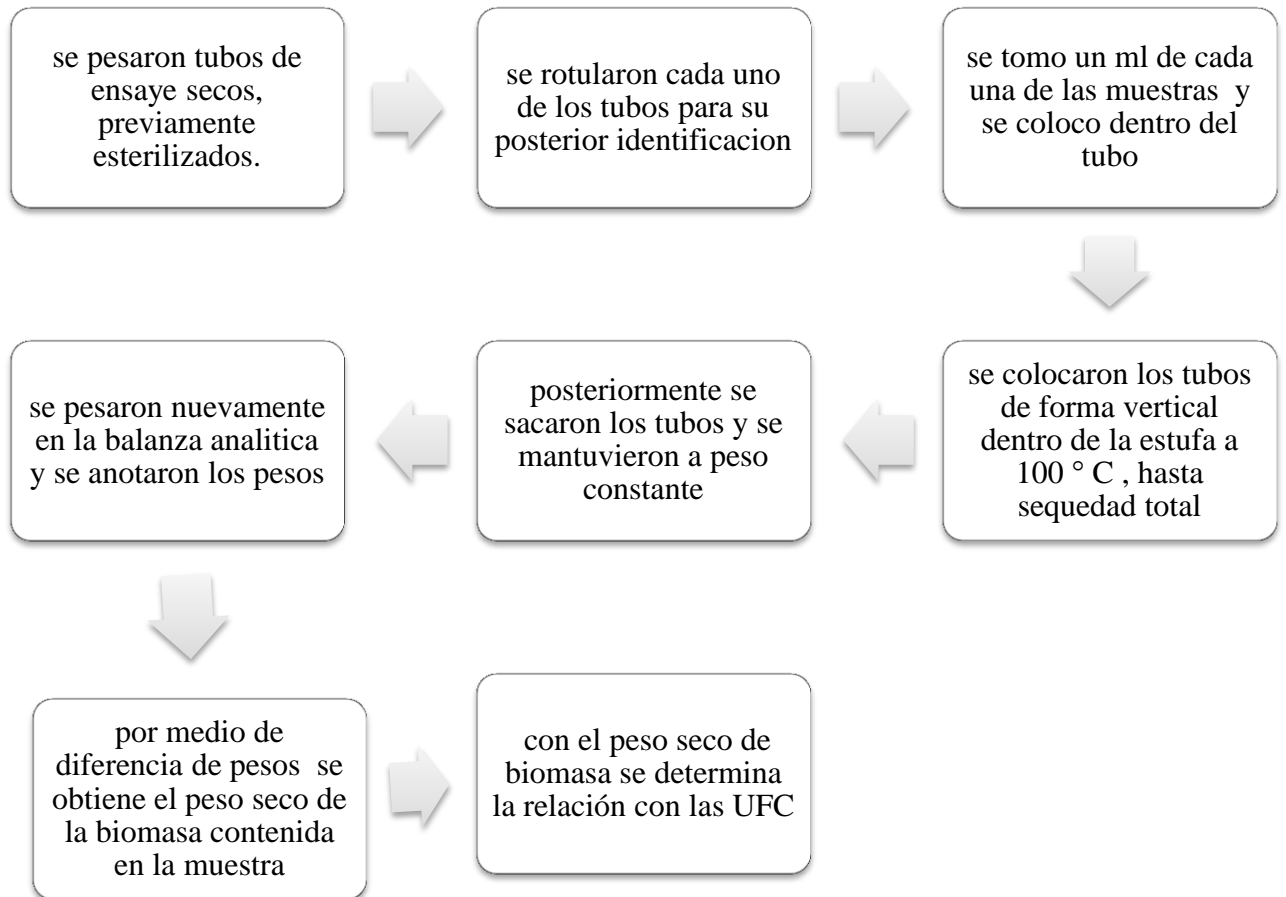 se pesaron tubos de
ensaye secos,
previamente
esterilizados.
se rotularon cada uno
de los tubos para su
posterior identificacion
se tomo un ml de cada
una de las muestras y
se coloco dentro del
tubo
se colocaron los tubos
de forma vertical
dentro de la estufa a
100 ° C , hasta
sequedad total
posteriormente se
sacaron los tubos y se
mantuvieron a peso
constante
se pesaron nuevamente
en la balanza analitica
y se anotaron los pesos
por medio de
diferencia de pesos se
obtiene el peso seco de
la biomasa contenida
en la muestra
con el peso seco de
biomasa se determina
la relación con las UFC